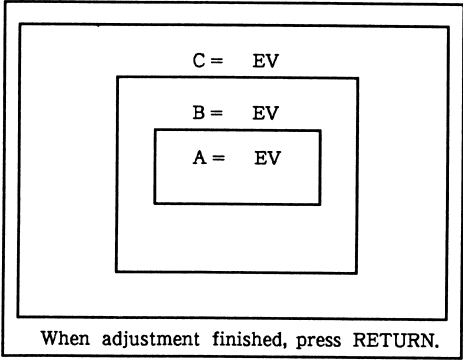 C = EV
B = EV
A = EV
When adjustment finished, press RETURN.